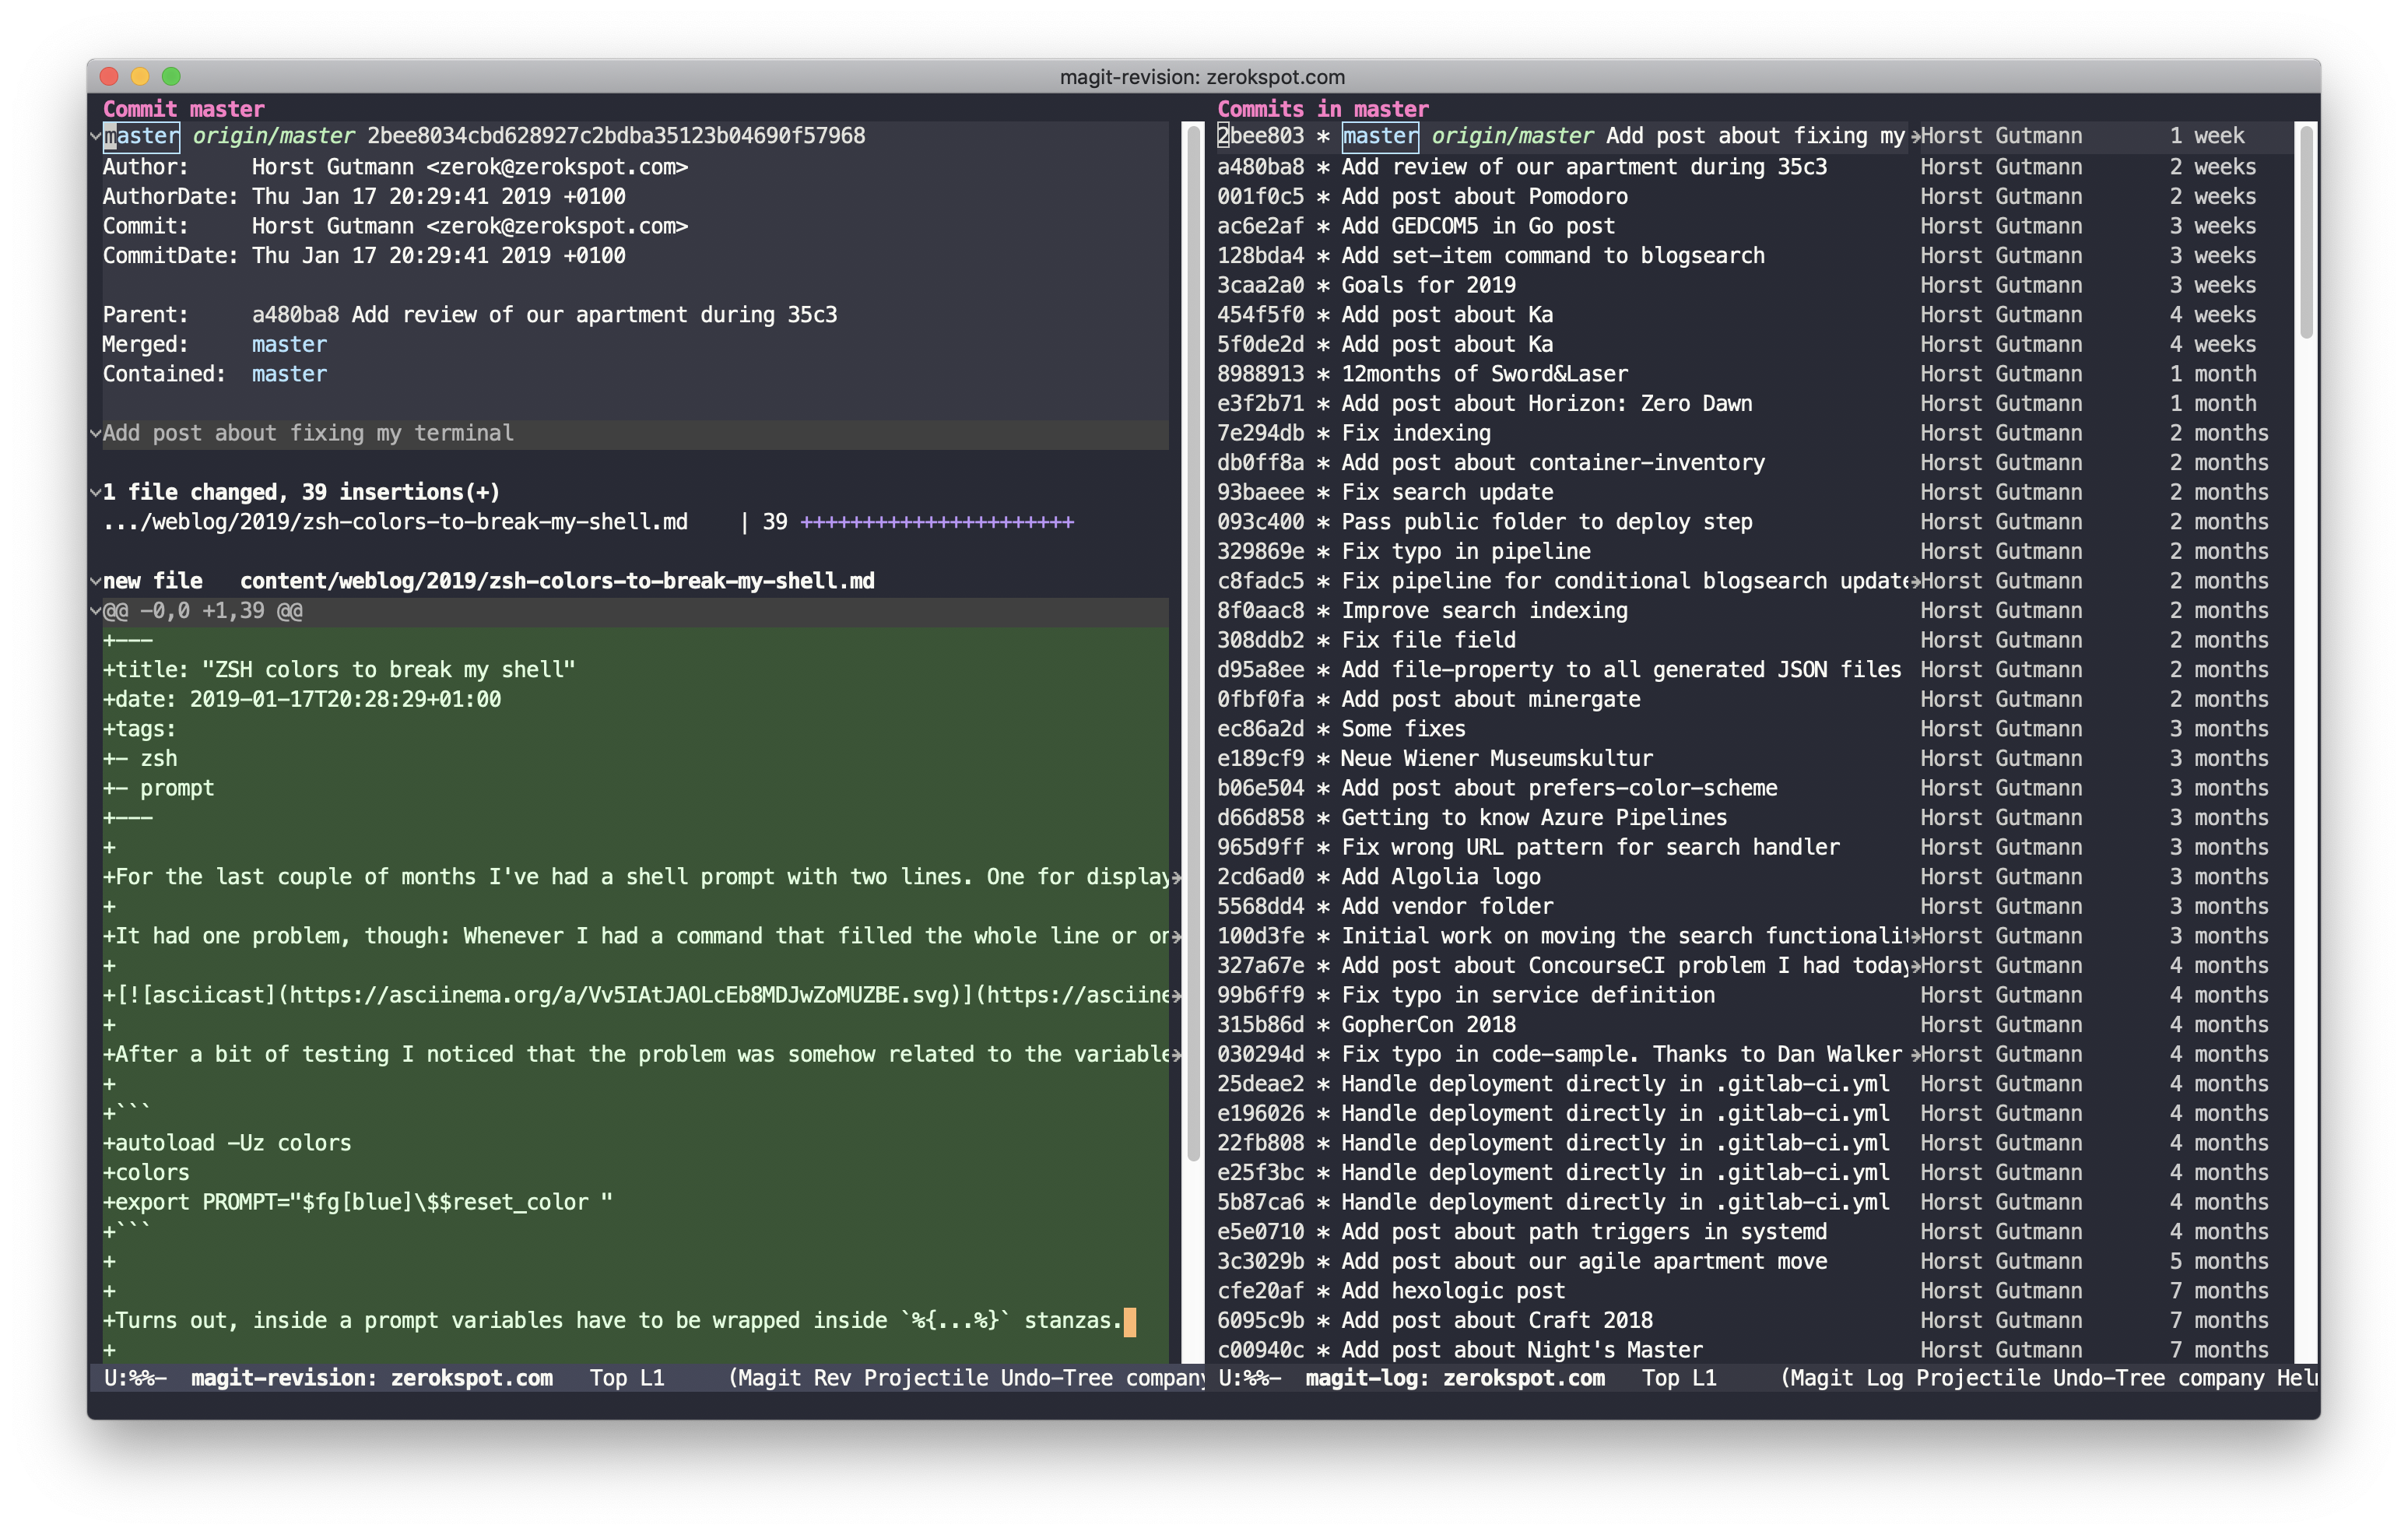 magit-revision: zerokspot.com
Commit master
master origin/master 2bee8034cbd628927c2bdba35123b04690f57968
Author:     Horst Gutmann <zerok@zerokspot.com>
AuthorDate: Thu Jan 17 20:29:41 2019 +0100
Commit:     Horst Gutmann <zerok@zerokspot.com>
CommitDate: Thu Jan 17 20:29:41 2019 +0100
Parent:     a480ba8 Add review of our apartment during 35c3
Merged:     master
Contained:  master
Add post about fixing my terminal
1 file changed, 39 insertions(+)
.../weblog/2019/zsh-colors-to-break-my-shell.md    | 39 ++++++++++++++++++++++
new file   content/weblog/2019/zsh-colors-to-break-my-shell.md
@@ -0,0 +1,39 @@
+---
+title: "ZSH colors to break my shell"
+date: 2019-01-17T20:28:29+01:00
+tags:
+- zsh
+- prompt
+---
+
+For the last couple of months I've had a shell prompt with two lines. One for display
+
+It had one problem, though: Whenever I had a command that filled the whole line or or
+
+[![asciicast](https://asciinema.org/a/Vv5IAtJAOLcEb8MDJwZoMUZBE.svg)](https://asciine
+
+After a bit of testing I noticed that the problem was somehow related to the variable
+
+```
+autoload -Uz colors
+colors
+export PROMPT="$fg[blue]\$$reset_color "
+```
+
+
+Turns out, inside a prompt variables have to be wrapped inside `%{...%}` stanzas.
+
U:%%-  magit-revision: zerokspot.com   Top L1     (Magit Rev Projectile Undo-Tree company
Commits in master
2bee803 * master origin/master Add post about fixing my Horst Gutmann 1 week
a480ba8 * Add review of our apartment during 35c3 Horst Gutmann 2 weeks
001f0c5 * Add post about Pomodoro Horst Gutmann 2 weeks
ac6e2af * Add GEDCOM5 in Go post Horst Gutmann 3 weeks
128bda4 * Add set-item command to blogsearch Horst Gutmann 3 weeks
3caa2a0 * Goals for 2019 Horst Gutmann 3 weeks
454f5f0 * Add post about Ka Horst Gutmann 4 weeks
5f0de2d * Add post about Ka Horst Gutmann 4 weeks
8988913 * 12months of Sword&Laser Horst Gutmann 1 month
e3f2b71 * Add post about Horizon: Zero Dawn Horst Gutmann 1 month
7e294db * Fix indexing Horst Gutmann 2 months
db0ff8a * Add post about container-inventory Horst Gutmann 2 months
93baeee * Fix search update Horst Gutmann 2 months
093c400 * Pass public folder to deploy step Horst Gutmann 2 months
329869e * Fix typo in pipeline Horst Gutmann 2 months
c8fadc5 * Fix pipeline for conditional blogsearch update Horst Gutmann 2 months
8f0aac8 * Improve search indexing Horst Gutmann 2 months
308ddb2 * Fix file field Horst Gutmann 2 months
d95a8ee * Add file-property to all generated JSON files Horst Gutmann 2 months
0fbf0fa * Add post about minergate Horst Gutmann 2 months
ec86a2d * Some fixes Horst Gutmann 3 months
e189cf9 * Neue Wiener Museumskultur Horst Gutmann 3 months
b06e504 * Add post about prefers-color-scheme Horst Gutmann 3 months
d66d858 * Getting to know Azure Pipelines Horst Gutmann 3 months
965d9ff * Fix wrong URL pattern for search handler Horst Gutmann 3 months
2cd6ad0 * Add Algolia logo Horst Gutmann 3 months
5568dd4 * Add vendor folder Horst Gutmann 3 months
100d3fe * Initial work on moving the search functionalit Horst Gutmann 3 months
327a67e * Add post about ConcourseCI problem I had today Horst Gutmann 4 months
99b6ff9 * Fix typo in service definition Horst Gutmann 4 months
315b86d * GopherCon 2018 Horst Gutmann 4 months
030294d * Fix typo in code-sample. Thanks to Dan Walker Horst Gutmann 4 months
25deae2 * Handle deployment directly in .gitlab-ci.yml Horst Gutmann 4 months
e196026 * Handle deployment directly in .gitlab-ci.yml Horst Gutmann 4 months
22fb808 * Handle deployment directly in .gitlab-ci.yml Horst Gutmann 4 months
e25f3bc * Handle deployment directly in .gitlab-ci.yml Horst Gutmann 4 months
5b87ca6 * Handle deployment directly in .gitlab-ci.yml Horst Gutmann 4 months
e5e0710 * Add post about path triggers in systemd Horst Gutmann 4 months
3c3029b * Add post about our agile apartment move Horst Gutmann 5 months
cfe20af * Add hexologic post Horst Gutmann 7 months
6095c9b * Add post about Craft 2018 Horst Gutmann 7 months
c00940c * Add post about Night's Master Horst Gutmann 7 months
U:%%-  magit-log: zerokspot.com   Top L1     (Magit Log Projectile Undo-Tree company Hel